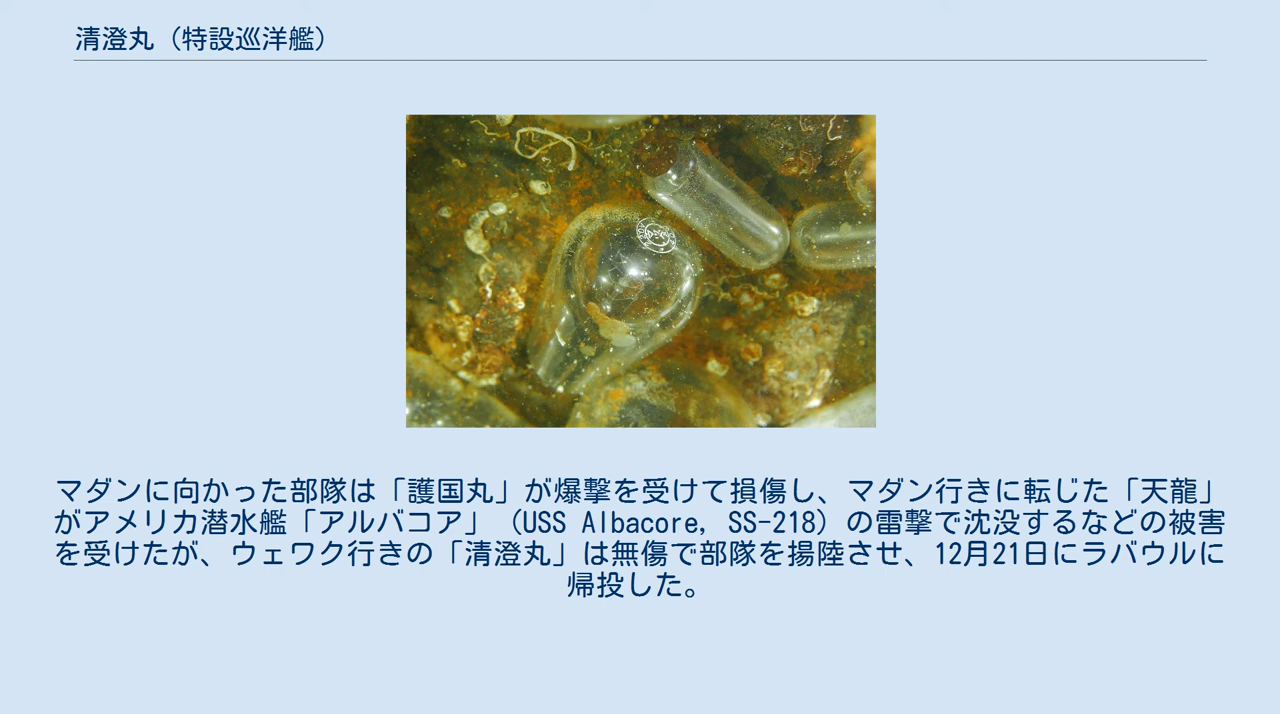 清澄丸（特設巡洋艦）
マダンに向かった部隊は「護国丸」が爆撃を受けて損傷し、マダン行きに転じた「天龍」
がアメリカ潜水艦「アルバコア」（USS Albacore, SS-218）の雷撃で沈没するなどの被害
を受けたが、ウェワク行きの「清澄丸」は無傷で部隊を揚陸させ、12月21日にラバウルに
帰投した。